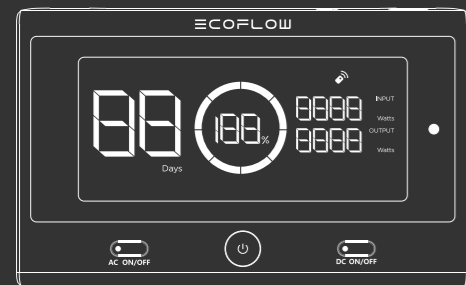 ECOFLOW
88
Days
188%
8888
INPUT
Watts
8888
OUTPUT
Watts
AC ON/OFF
DC ON/OFF